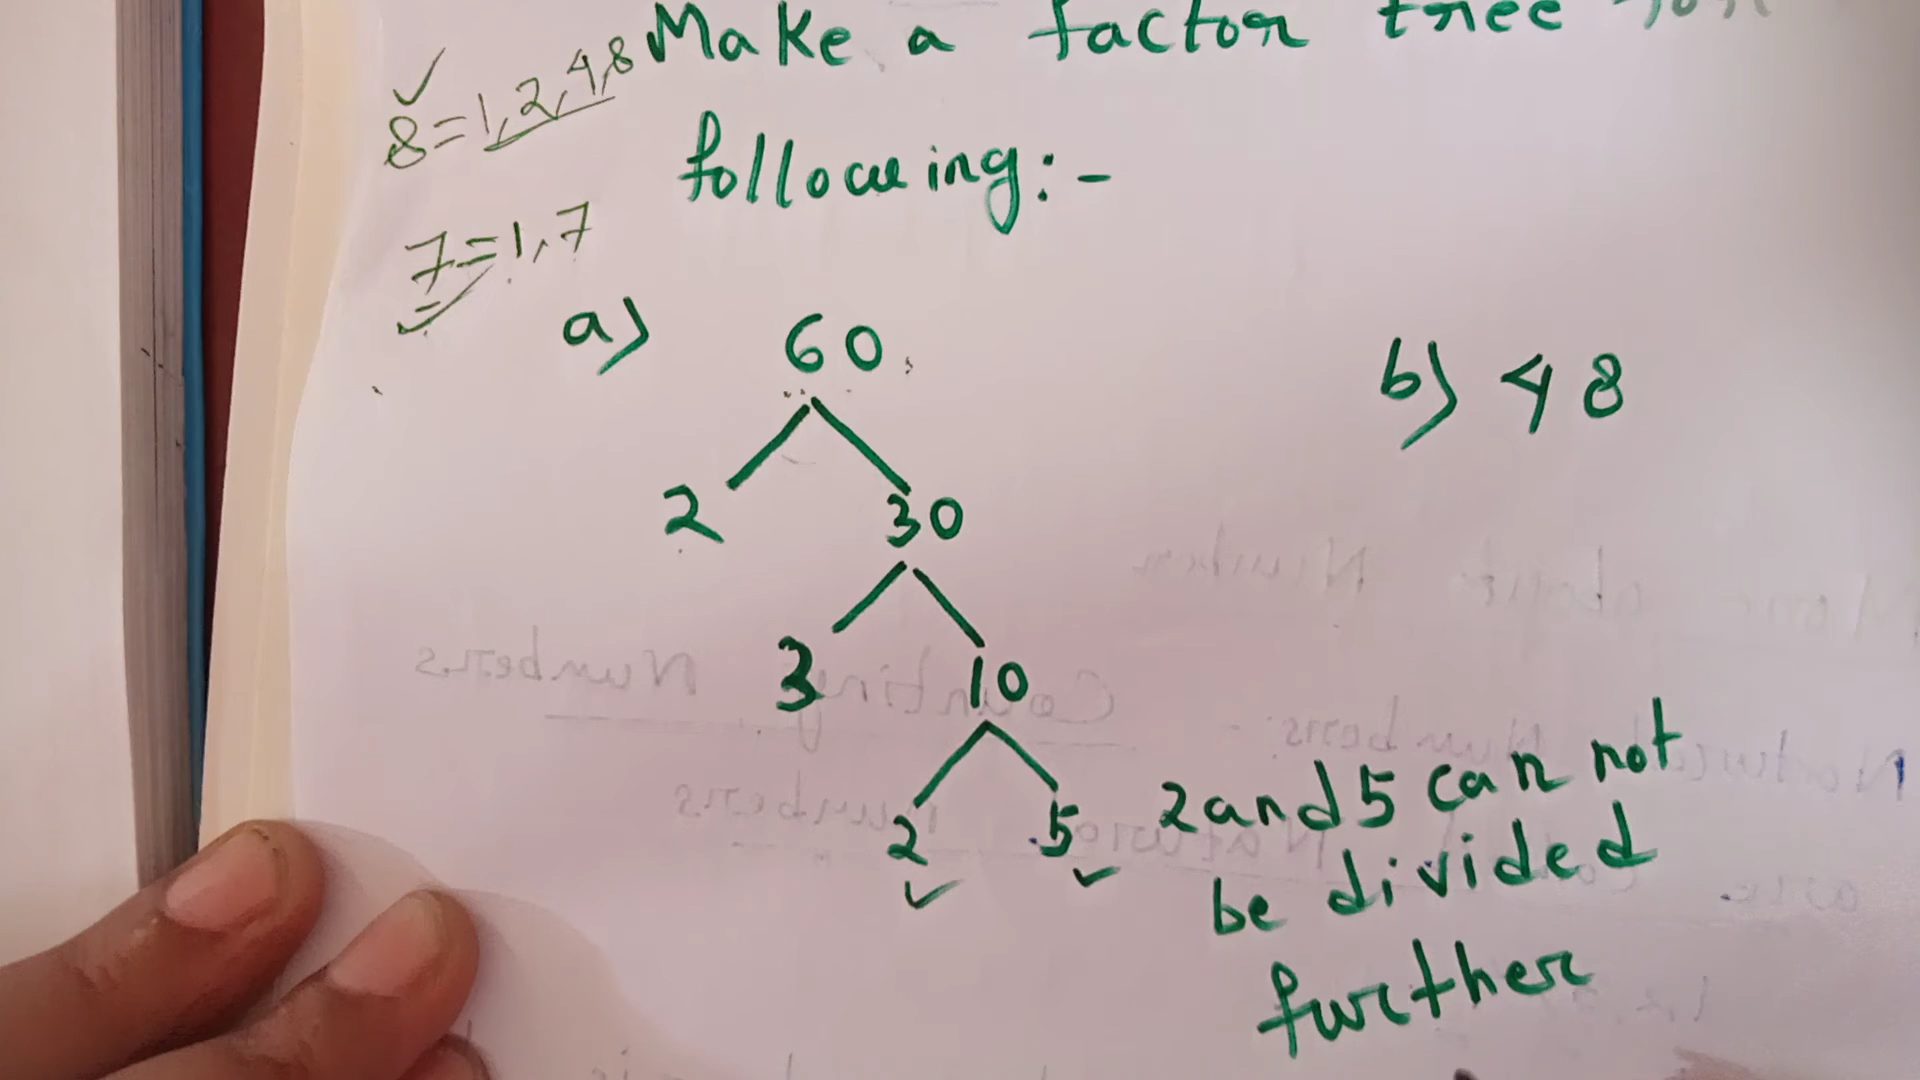 Make a factor tree for
following:-
8=1,2,4,8
7=1,7
a) 60
2 30
3 10
2 5
b) 48
2 and 5 can not
be divided
further